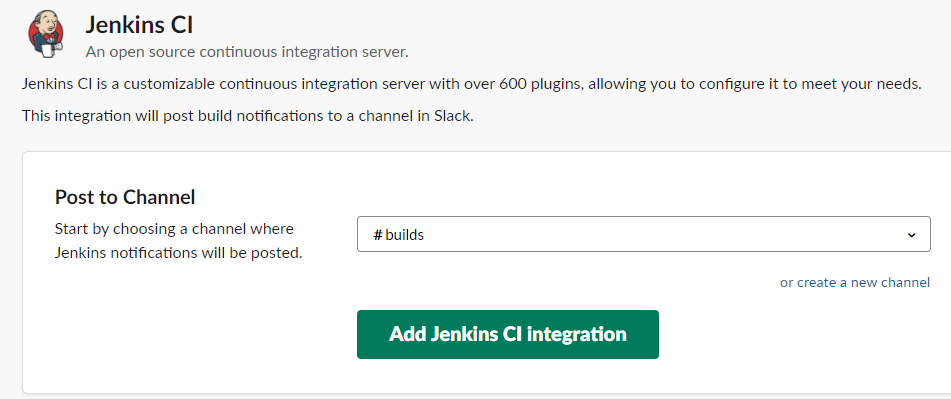 Jenkins CI
An open source continuous integration server.
Jenkins CI is a customizable continuous integration server with over 600 plugins, allowing you to configure it to meet your needs.
This integration will post build notifications to a channel in Slack.
Post to Channel
Start by choosing a channel where
Jenkins notifications will be posted.
# builds
or create a new channel
Add Jenkins CI integration